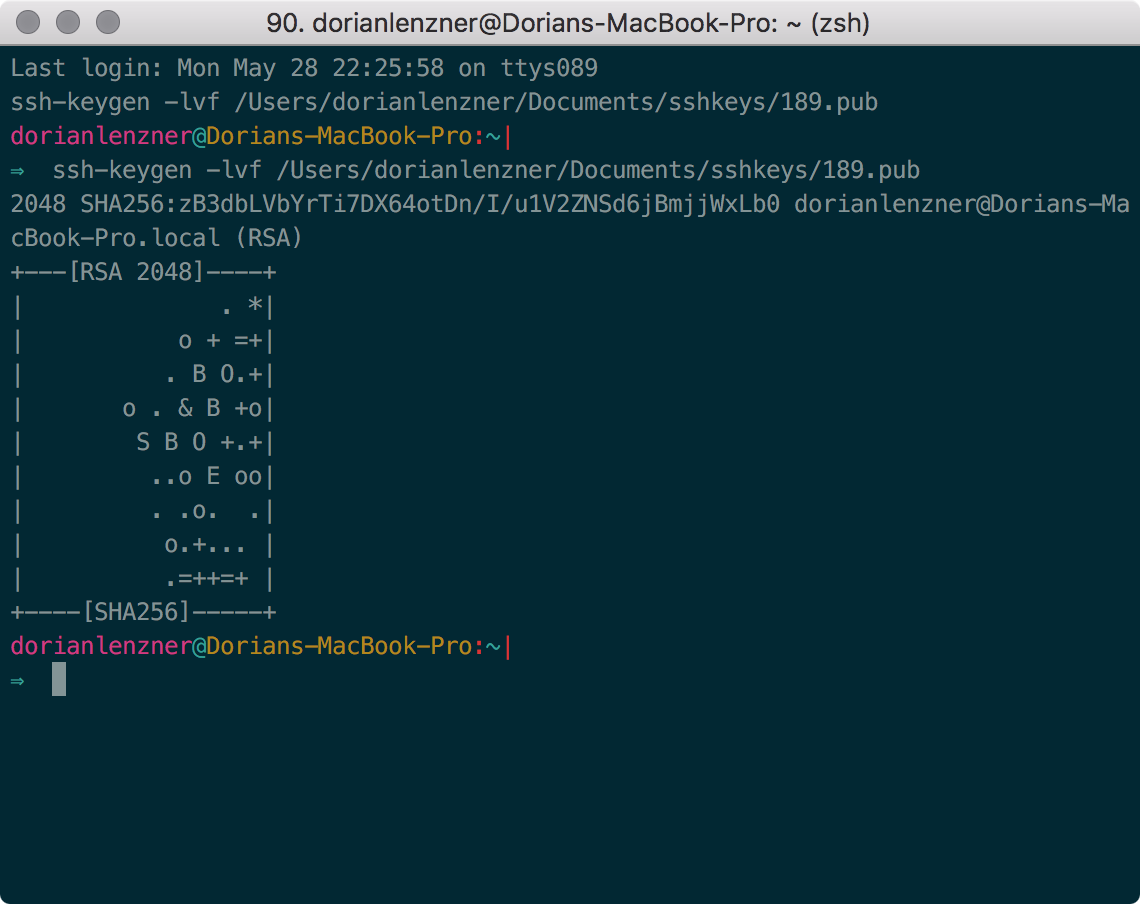 90. dorianlenzner@Dorians-MacBook-Pro: ~ (zsh)
Last login: Mon May 28 22:25:58 on ttys089
ssh-keygen -lvf /Users/dorianlenzner/Documents/sshkeys/189.pub
dorianlenzner@Dorians-MacBook-Pro:~|
⇒  ssh-keygen -lvf /Users/dorianlenzner/Documents/sshkeys/189.pub
2048 SHA256:zB3dbLVbYrTi7DX64otDn/I/u1V2ZNSd6jBmjjWxLb0 dorianlenzner@Dorians-Ma
cBook-Pro.local (RSA)
+---[RSA 2048]----+
|              . *|
|           o + =+|
|          . B O.+|
|       o . & B +o|
|        S B O +.+|
|         ..o E oo|
|         . .o.  .|
|          o.+... |
|          .=++=+ |
+----[SHA256]-----+
dorianlenzner@Dorians-MacBook-Pro:~|
⇒